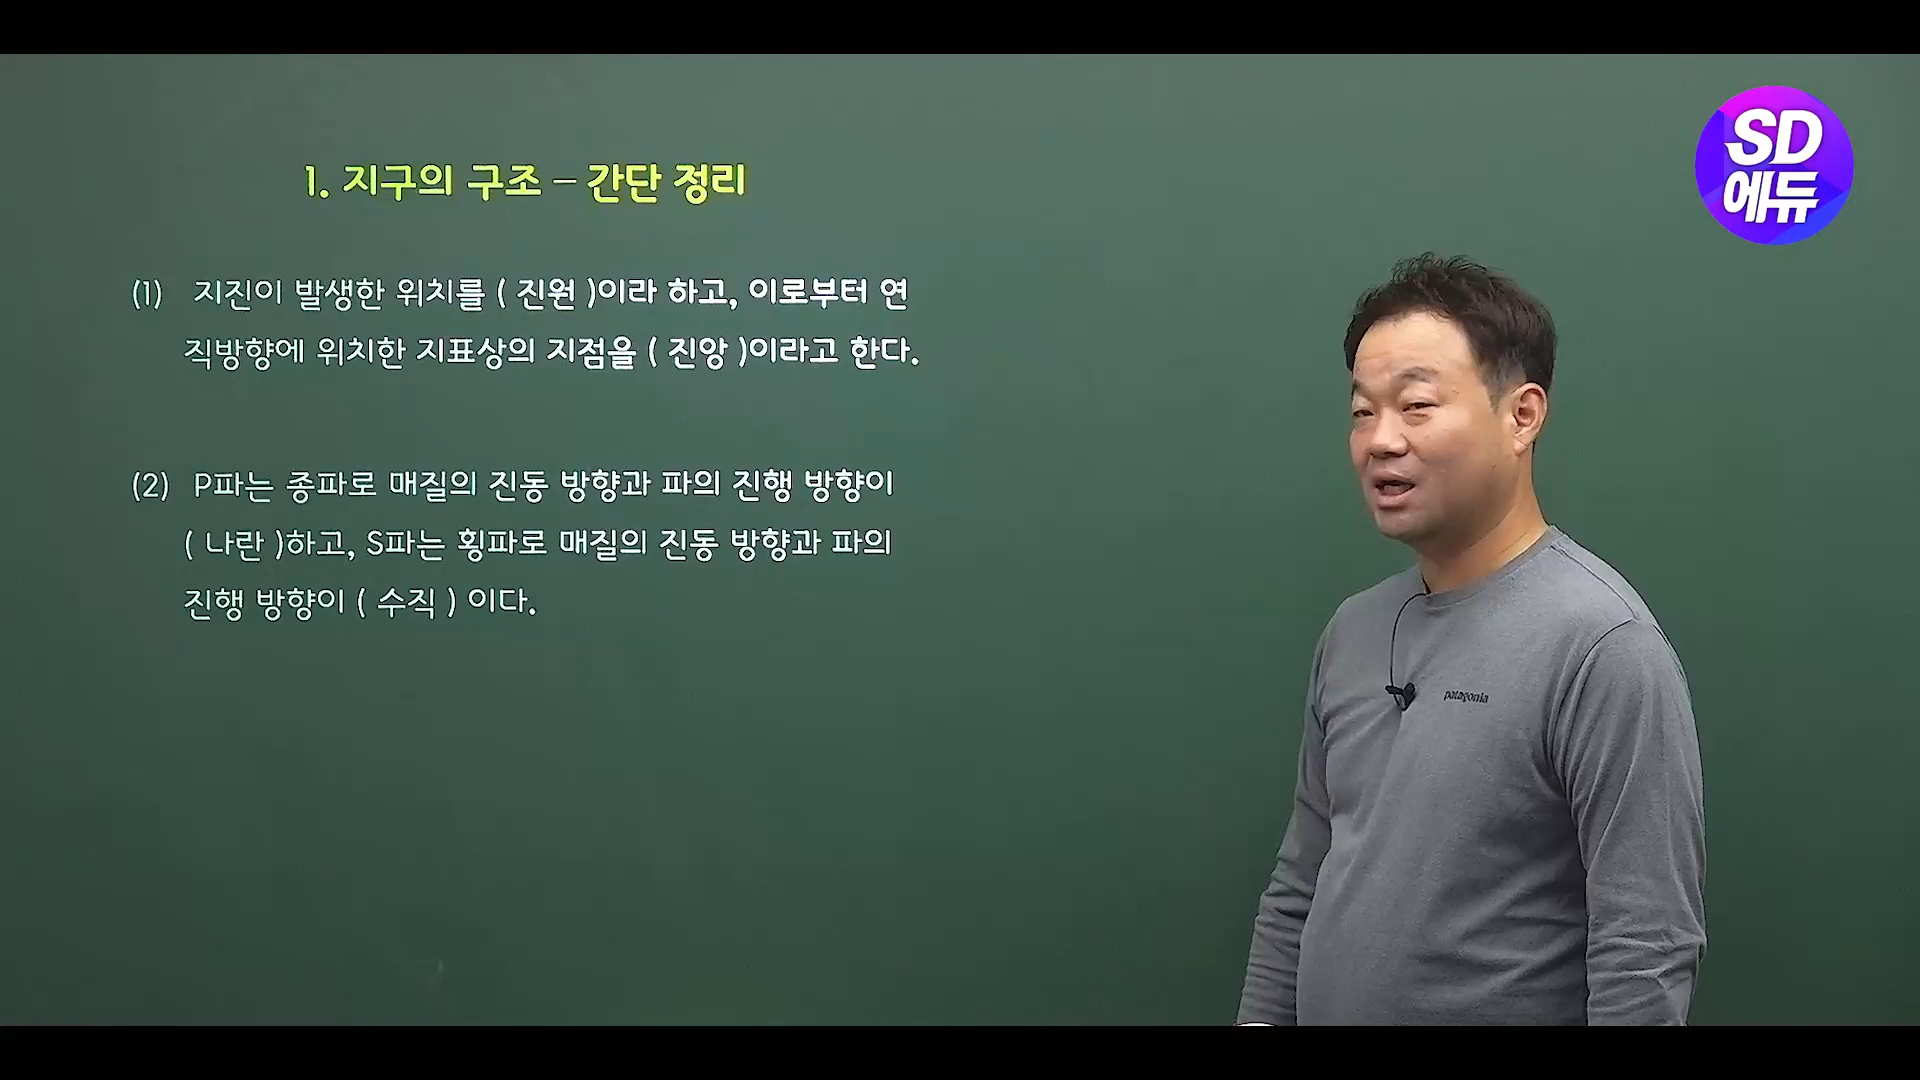 SD
에듀
1. 지구의 구조 – 간단 정리
(1) 지진이 발생한 위치를 ( 진원 )이라 하고, 이로부터 연
직방향에 위치한 지표상의 지점을 ( 진앙 )이라고 한다.
(2) P파는 종파로 매질의 진동 방향과 파의 진행 방향이
( 나란 )하고, S파는 횡파로 매질의 진동 방향과 파의
진행 방향이 ( 수직 ) 이다.
patagonia